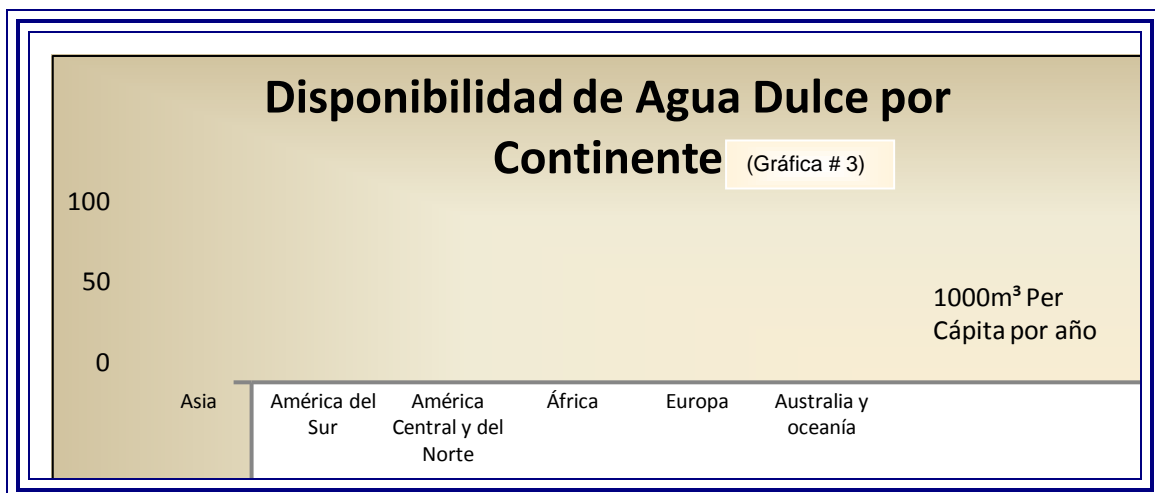 Disponibilidad de Agua Dulce por
Continente (Gráfica # 3)
100
50
0
1000m³ Per
Cápita por año
Asia
América del
Sur
América
Central y del
Norte
África
Europa
Australia y
oceanía